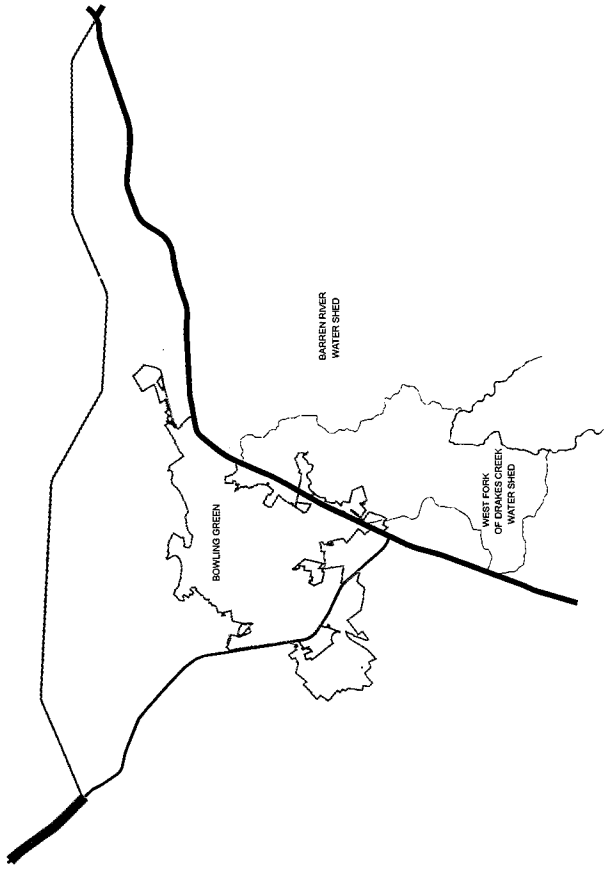 BARREN RIVER
WATER SHED
BOWLING GREEN
WEST FORK
OF DRAKES CREEK
WATER SHED